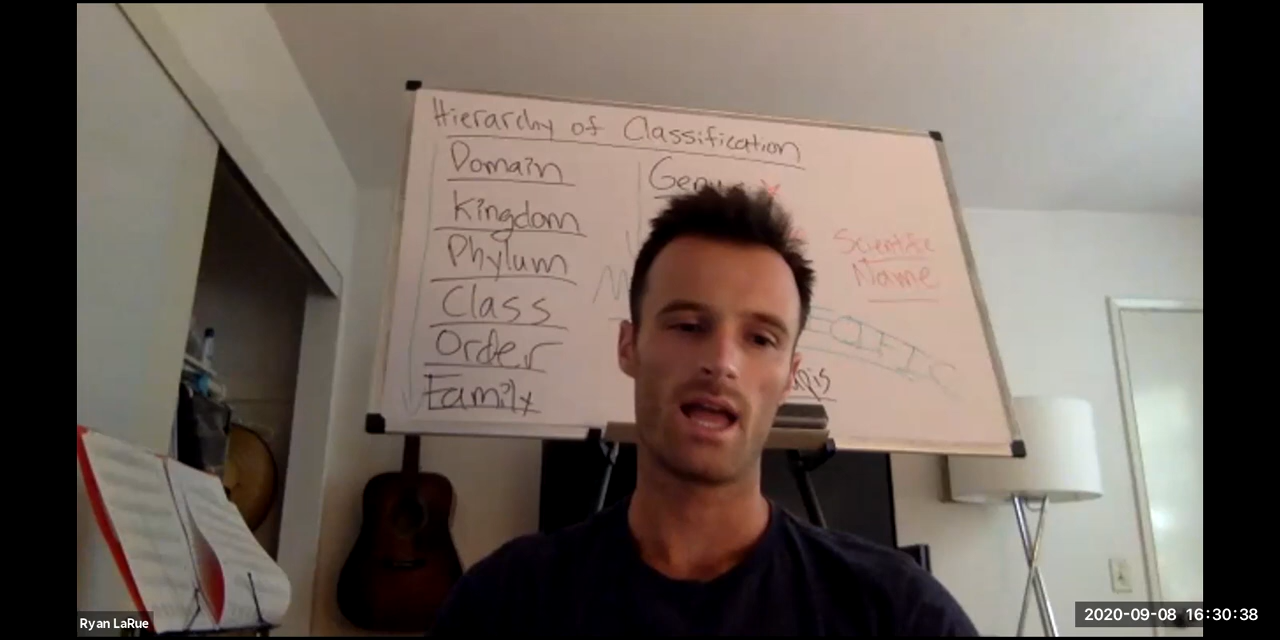 Hierarchy of Classification
Domain
Kingdom
Phylum
Class
Order
Family
Scientific
Name
Ryan LaRue
2020-09-08 16:30:38